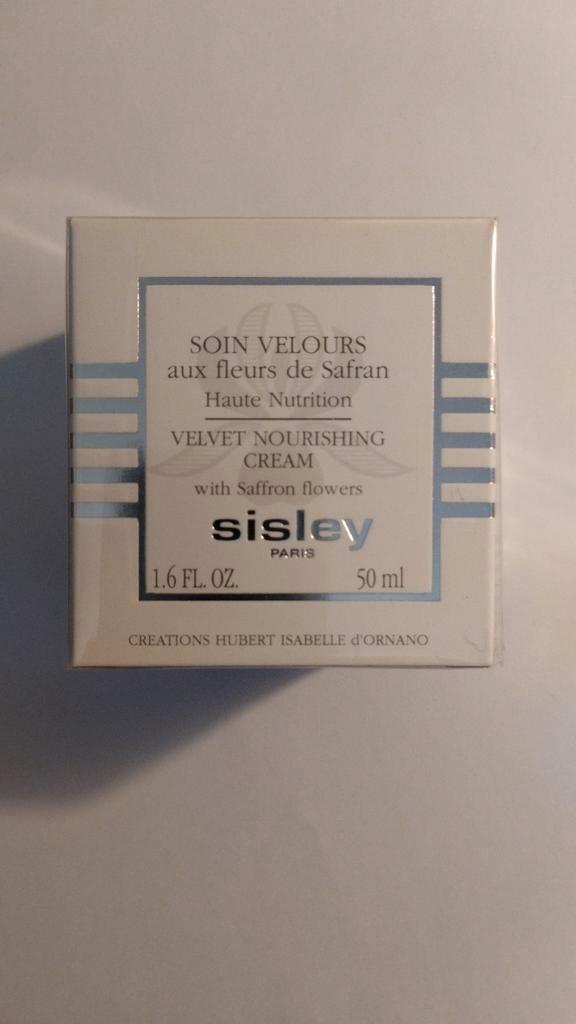 SOIN VELOURS
aux fleurs de Safran
Haute Nutrition
VELVET NOURISHING
CREAM
with Saffron flowers
sisley
PARIS
1.6 FL. OZ. 50 ml
CREATIONS HUBERT ISABELLE d'ORNANO